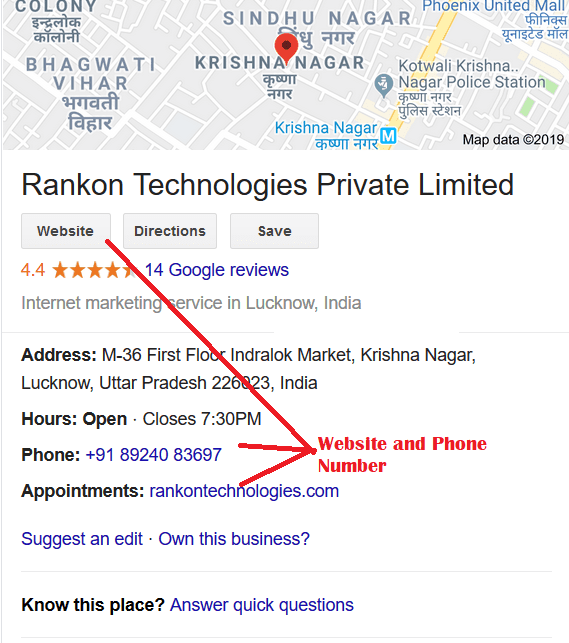 COLONY
इन्द्रलोक
कॉलोनी
SINDHU NAGAR
सिंधु नगर
Phoenix United Mall
फीनिक्स
यूनाइटेड मॉल
BHAGWATI
VIHAR
भगवती
विहार
KRISHNA NAGAR
कृष्णा
नगर
Kotwali Krishna..
Nagar Police Station
कृष्णा नगर
पुलिस स्टेशन
Krishna Nagar
कृष्णा नगर
M
Map data ©2019
Rankon Technologies Private Limited
Website Directions Save
4.4 14 Google reviews
Internet marketing service in Lucknow, India
Address: M-36 First Floor Indralok Market, Krishna Nagar,
Lucknow, Uttar Pradesh 226023, India
Hours: Open · Closes 7:30PM
Phone: +91 89240 83697
Website and Phone
Number
Appointments: rankontechnologies.com
Suggest an edit · Own this business?
Know this place? Answer quick questions